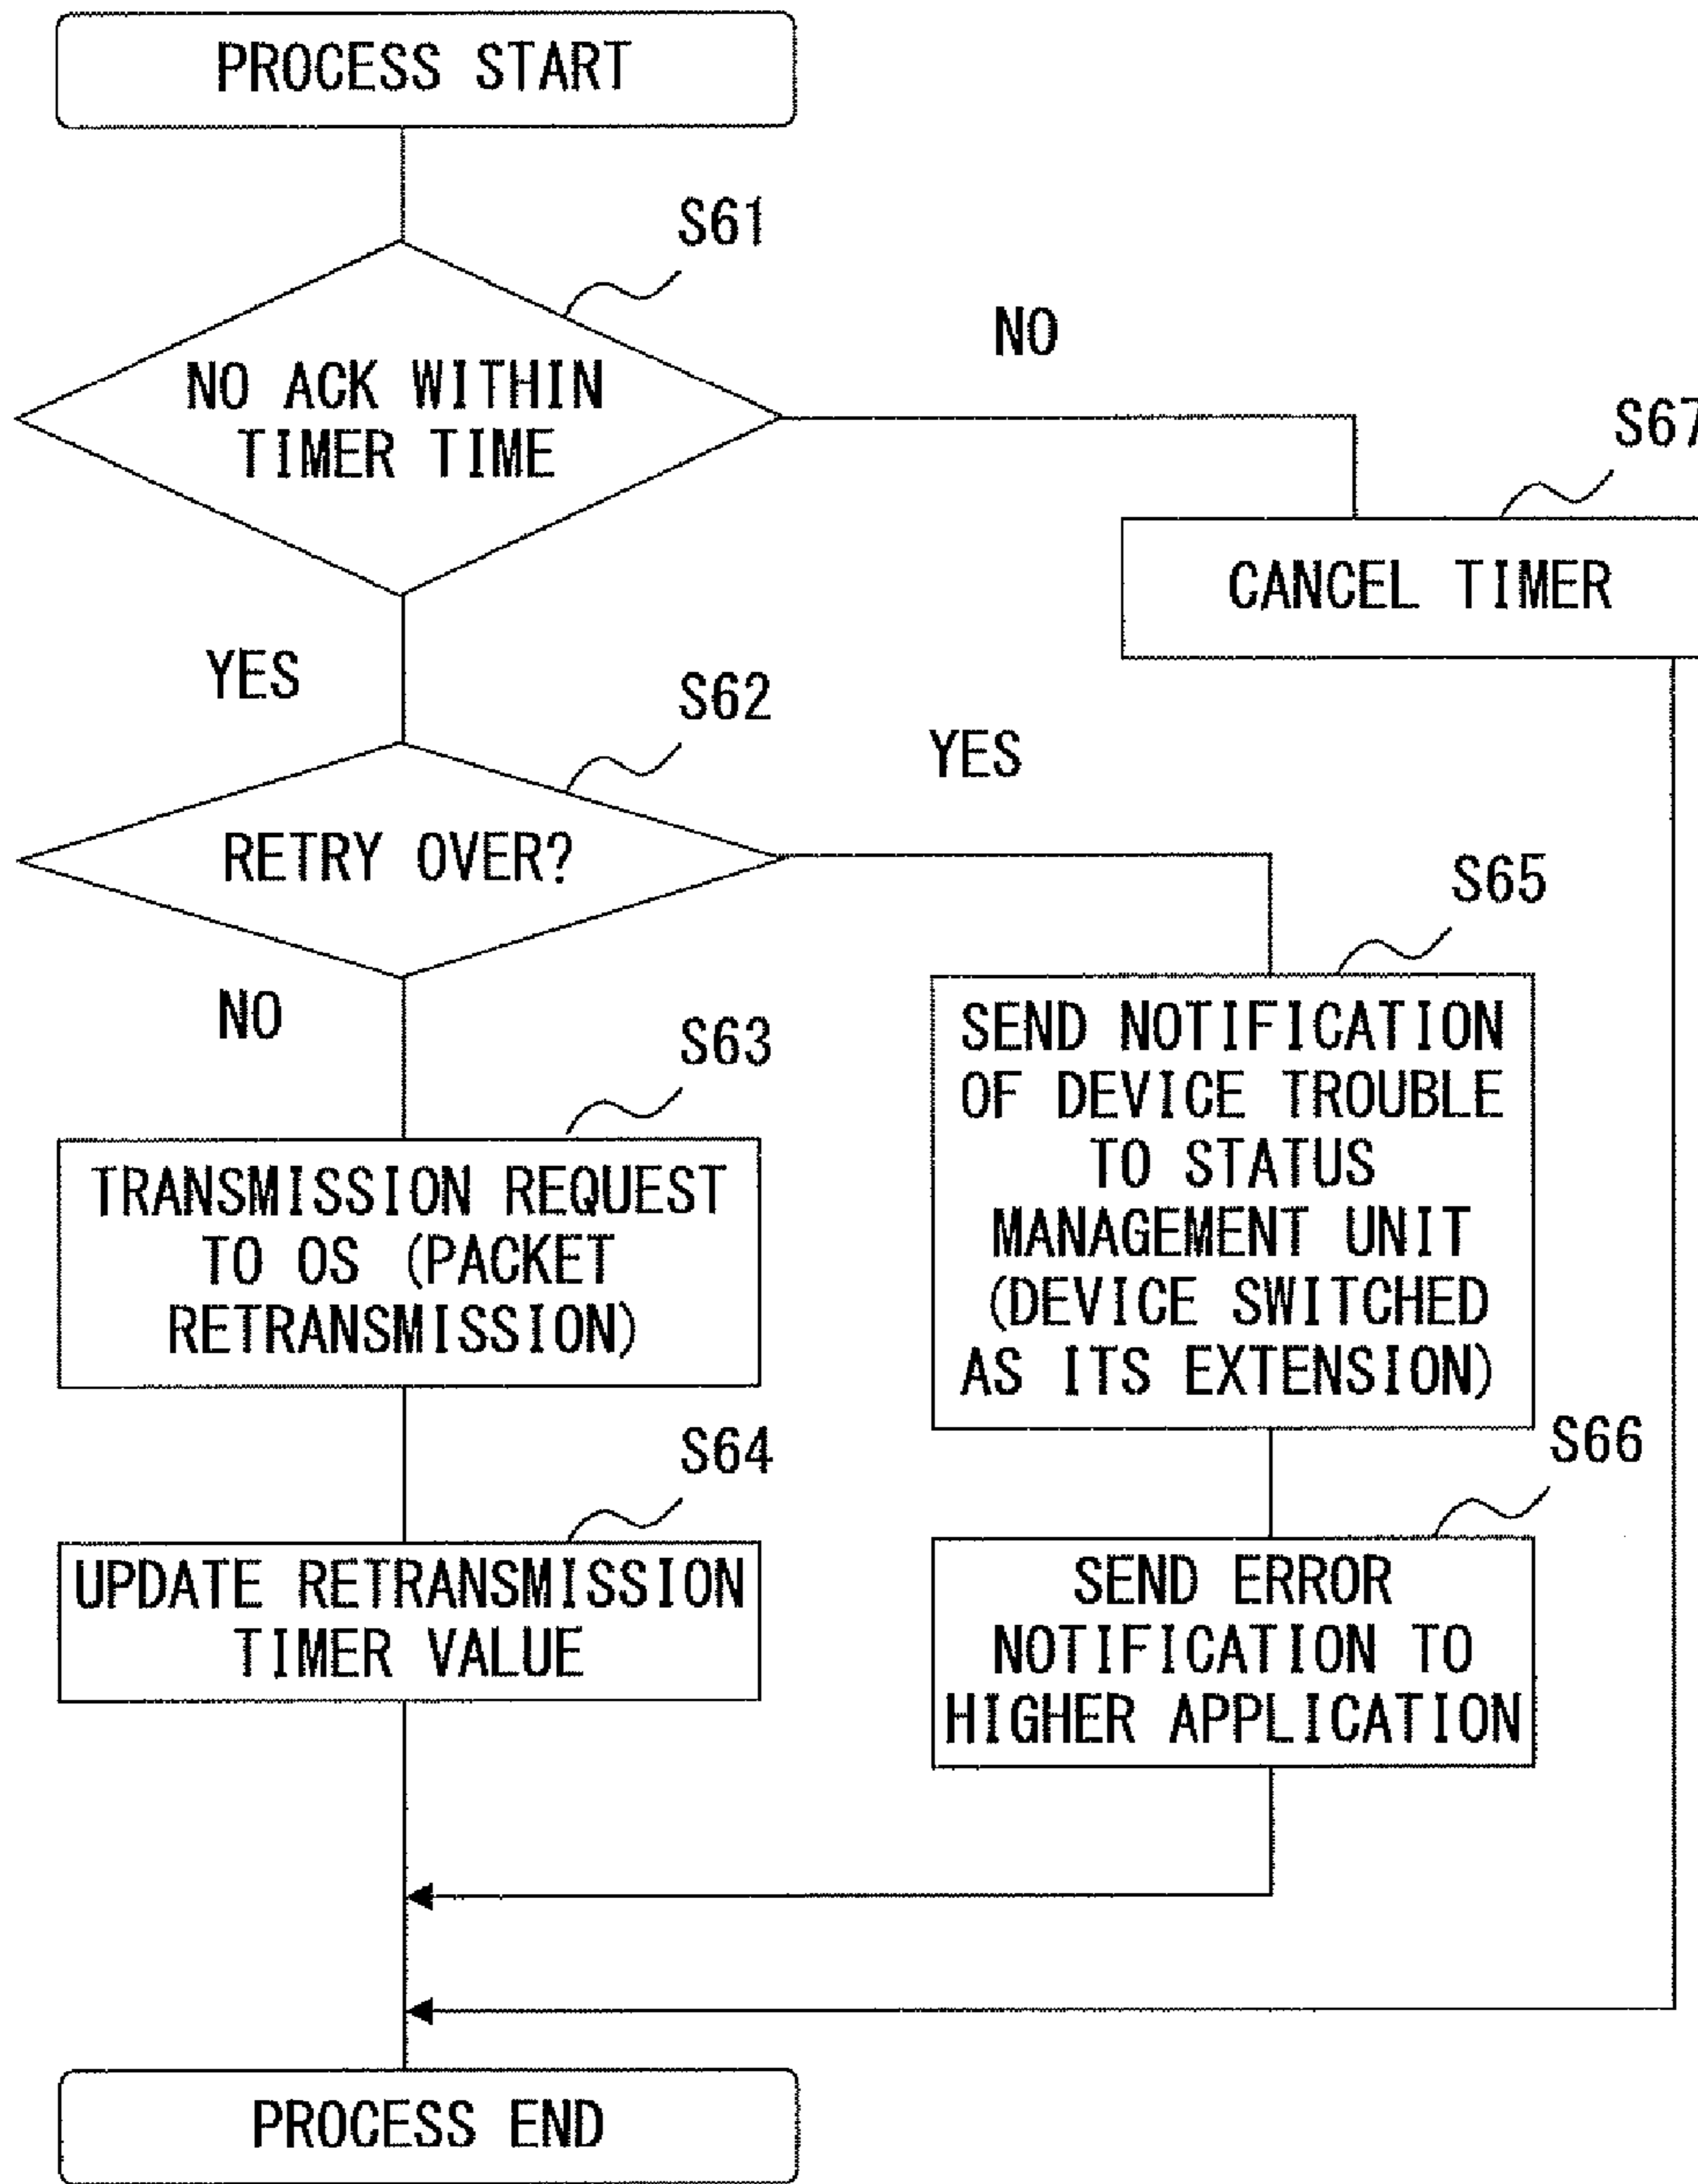 PROCESS START
S61
NO ACK WITHIN
TIMER TIME
NO
S67
CANCEL TIMER
YES
S62
RETRY OVER?
YES
NO
S63
TRANSMISSION REQUEST
TO OS (PACKET
RETRANSMISSION)
S64
UPDATE RETRANSMISSION
TIMER VALUE
S65
SEND NOTIFICATION
OF DEVICE TROUBLE
TO STATUS
MANAGEMENT UNIT
(DEVICE SWITCHED
AS ITS EXTENSION)
S66
SEND ERROR
NOTIFICATION TO
HIGHER APPLICATION
PROCESS END